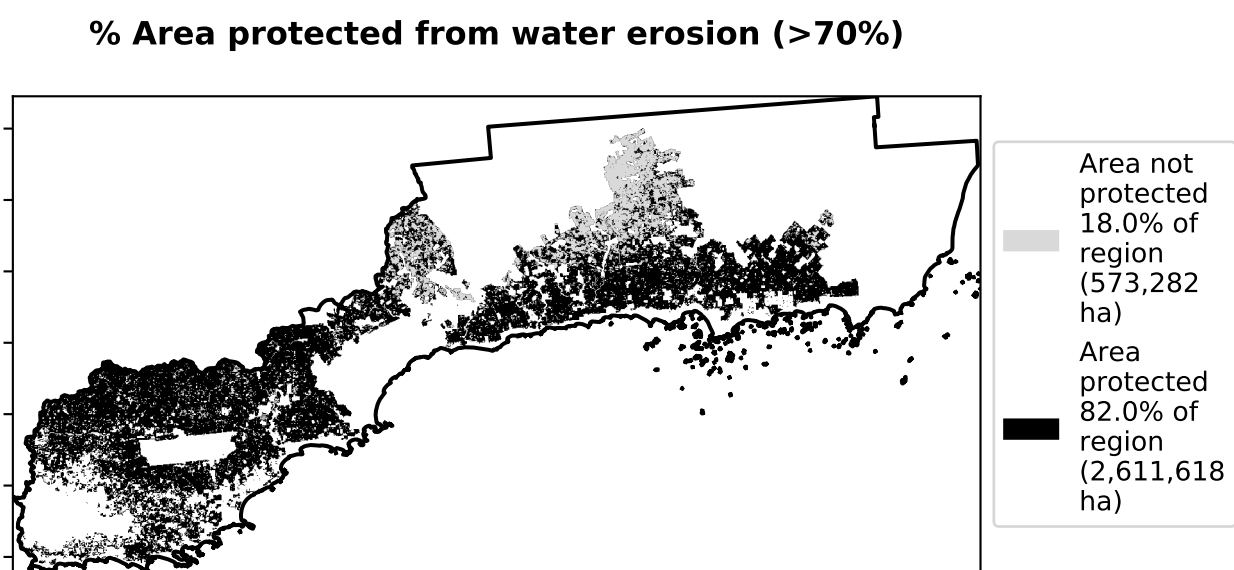 % Area protected from water erosion (>70%)
Area not
protected
18.0% of
region
(573,282
ha)
Area
protected
82.0% of
region
(2,611,618
ha)